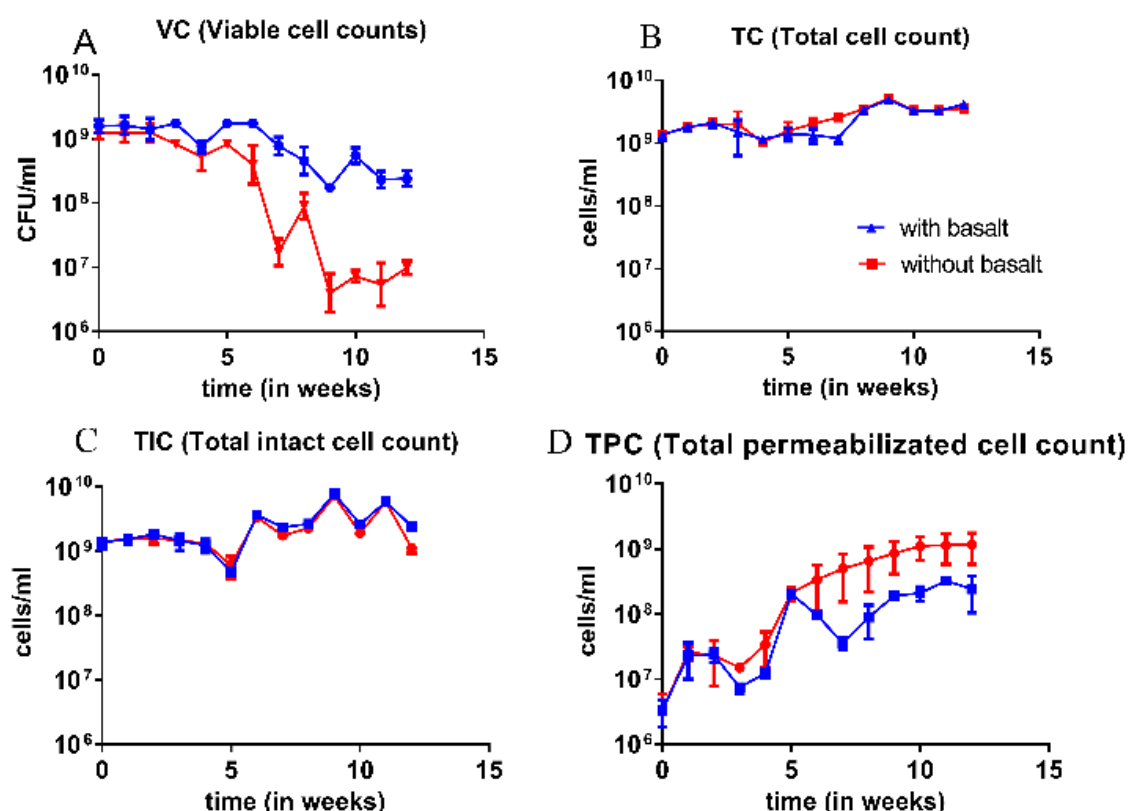 A VC (Viable cell counts)
10^10
10^9
10^8
10^7
10^6
CFU/ml
0 5 10 15
time (in weeks)
B TC (Total cell count)
10^10
10^9
10^8
10^7
10^6
cells/ml
with basalt
without basalt
0 5 10 15
time (in weeks)
C TIC (Total intact cell count)
10^10
10^9
10^8
10^7
10^6
cells/ml
0 5 10 15
time (in weeks)
D TPC (Total permeabilizated cell count)
10^10
10^9
10^8
10^7
10^6
cells/ml
0 5 10 15
time (in weeks)